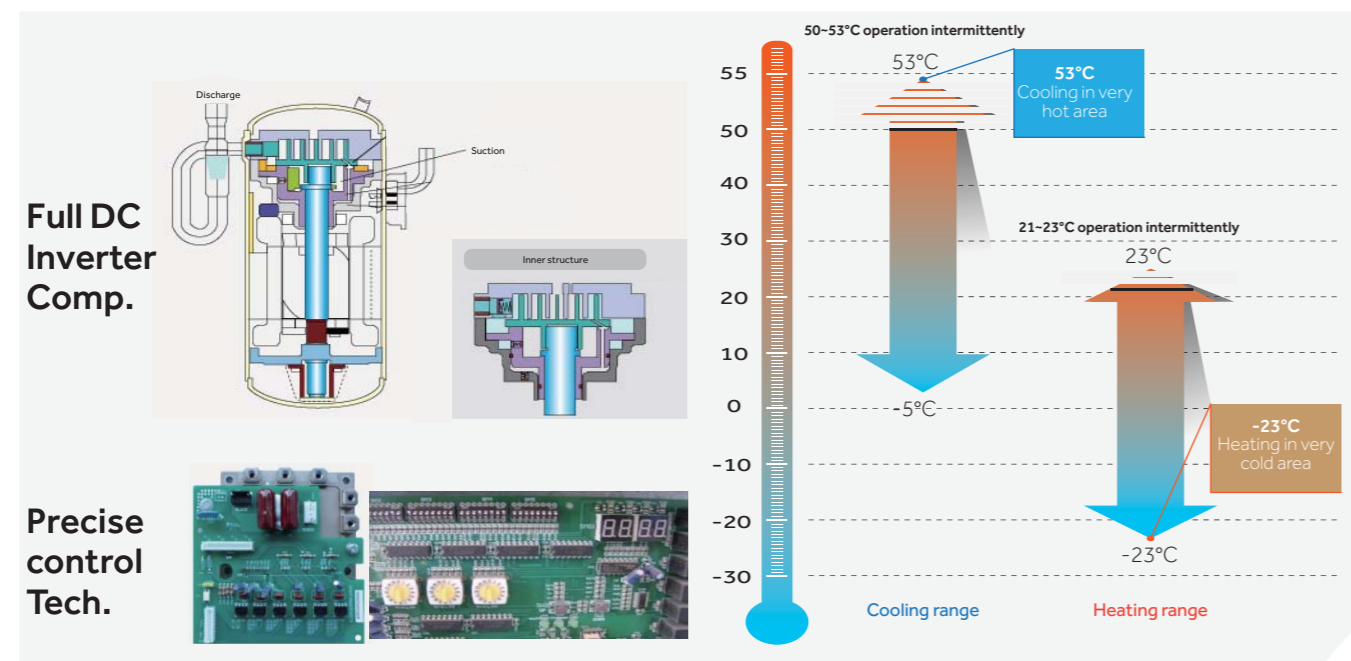 Full DC
Inverter
Comp.
Discharge
Suction
Inner structure
Precise
control
Tech.
50~53°C operation intermittently
53°C
53°C
Cooling in very
hot area
21~23°C operation intermittently
23°C
55
50
40
30
20
10
0
-10
-20
-30
-5°C
-23°C
Heating in very
cold area
-23°C
Cooling range
Heating range